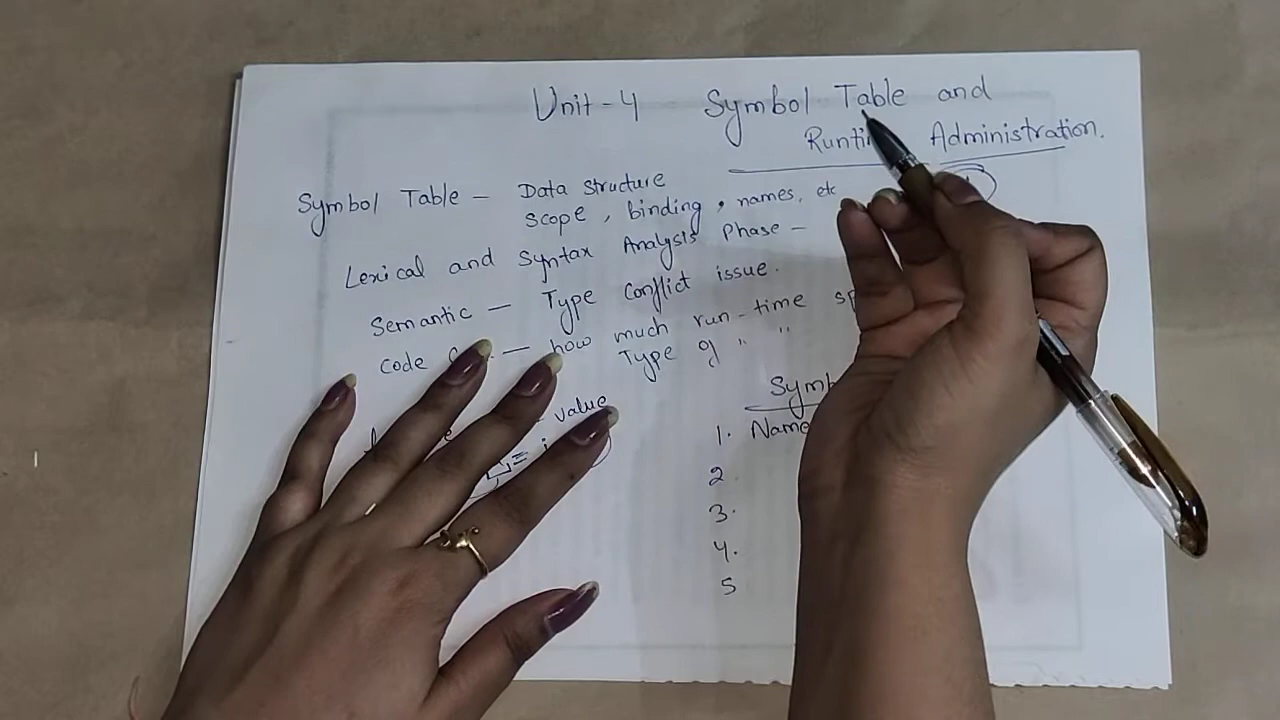 Unit-4 Symbol Table and
Runti Administration.
Symbol Table - Data Structure
scope, binding, names, etc
Lexical and Syntax Analysis Phase -
Semantic - Type Conflict issue.
code - how much run-time sp
Type of " "
value
Symb
1. Name
2
3.
4.
5